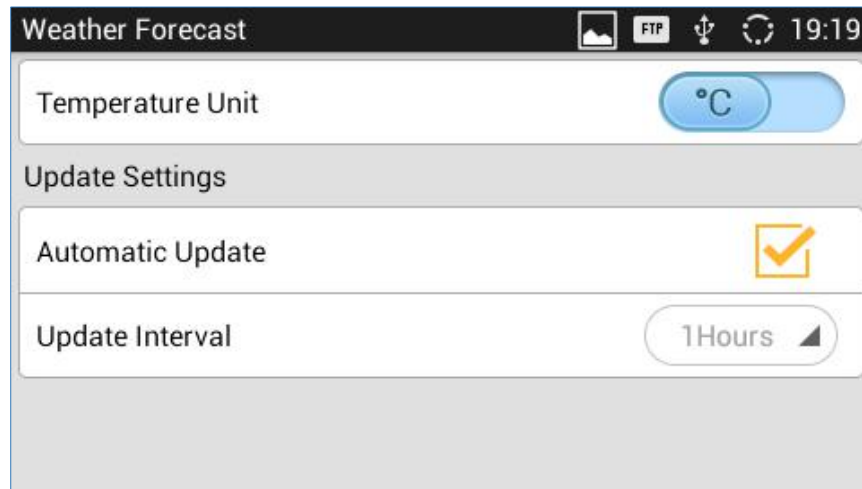 Weather Forecast FTP 19:19
Temperature Unit °C
Update Settings
Automatic Update
Update Interval 1Hours